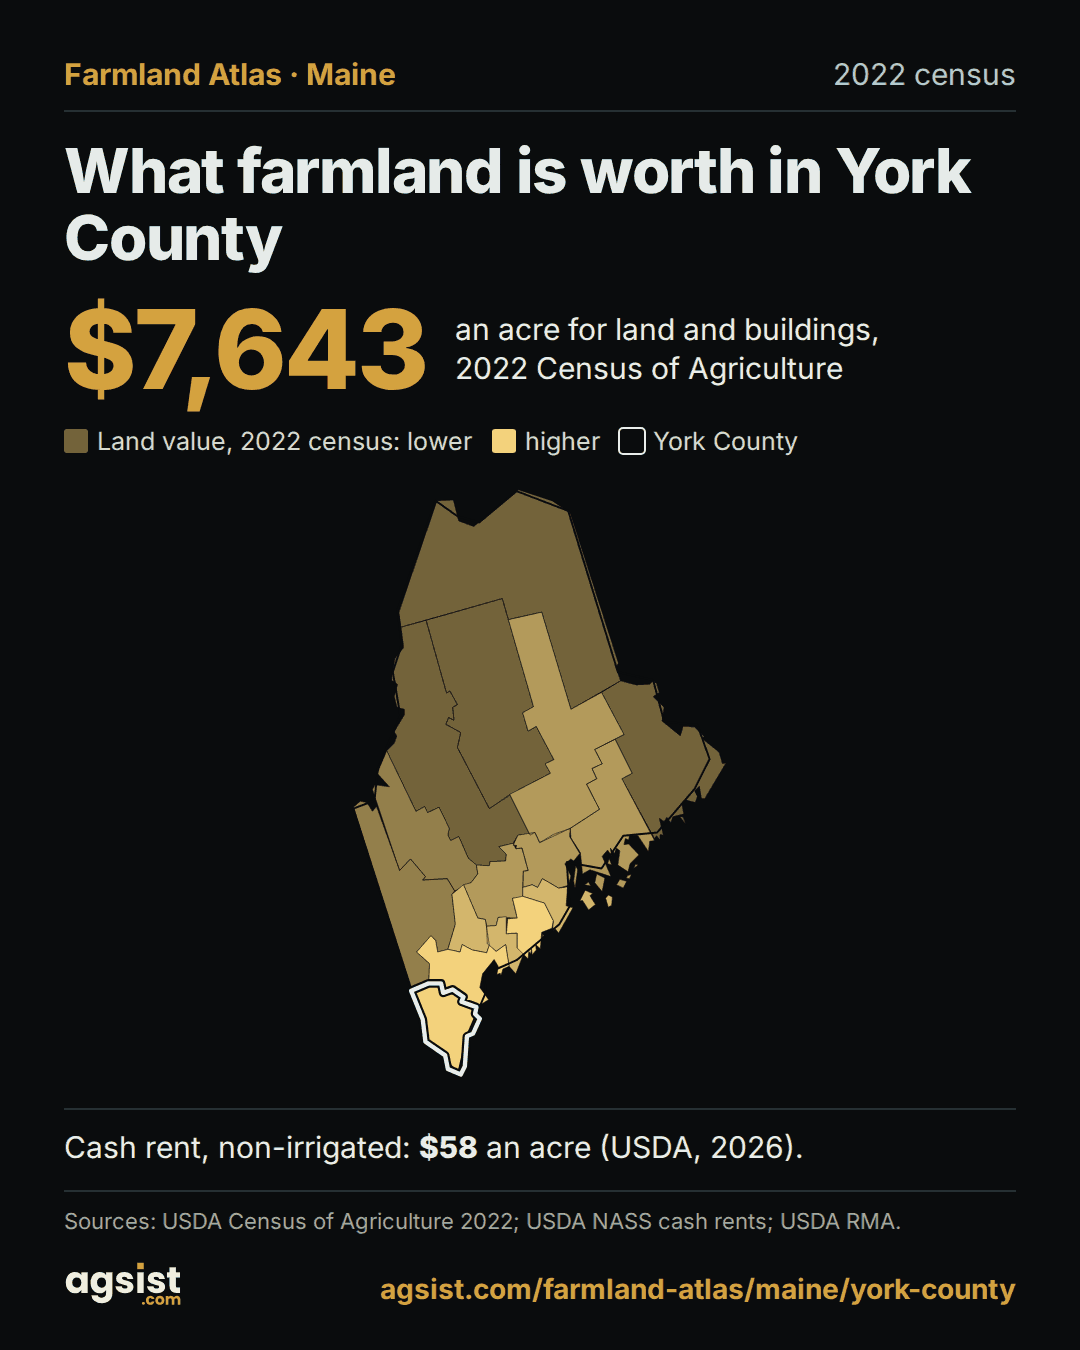 Farmland Atlas · Maine
2022 census
What farmland is worth in York
County
$7,643
an acre for land and buildings,
2022 Census of Agriculture
Land value, 2022 census: lower
higher
York County
Cash rent, non-irrigated: $58 an acre (USDA, 2026).
Sources: USDA Census of Agriculture 2022; USDA NASS cash rents; USDA RMA.
agsist
.com
agsist.com/farmland-atlas/maine/york-county